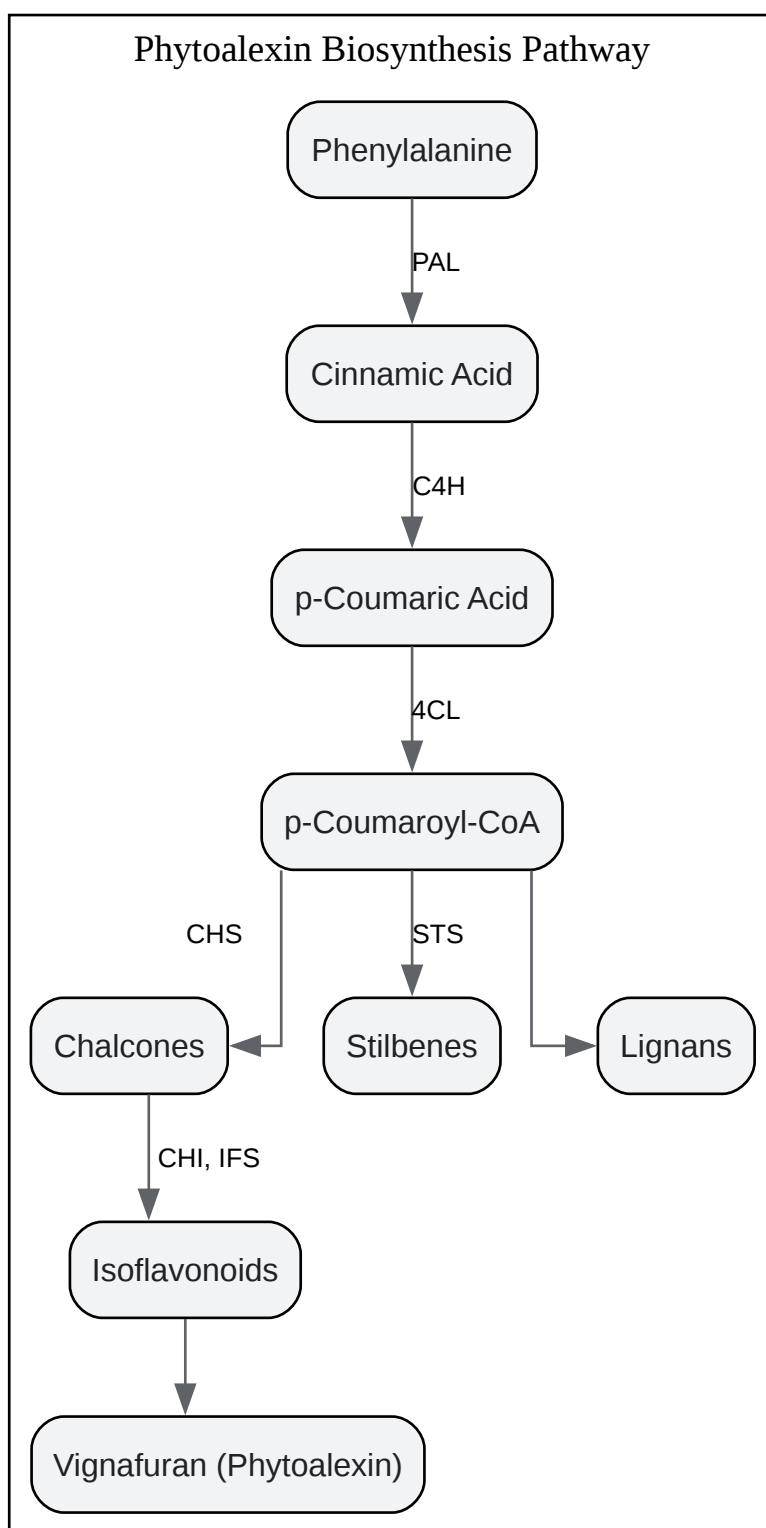 Phytoalexin Biosynthesis Pathway
Phenylalanine
PAL
Cinnamic Acid
C4H
p-Coumaric Acid
4CL
p-Coumaroyl-CoA
CHS
STS
Chalcones
Stilbenes
Lignans
CHI, IFS
Isoflavonoids
Vignafuran (Phytoalexin)